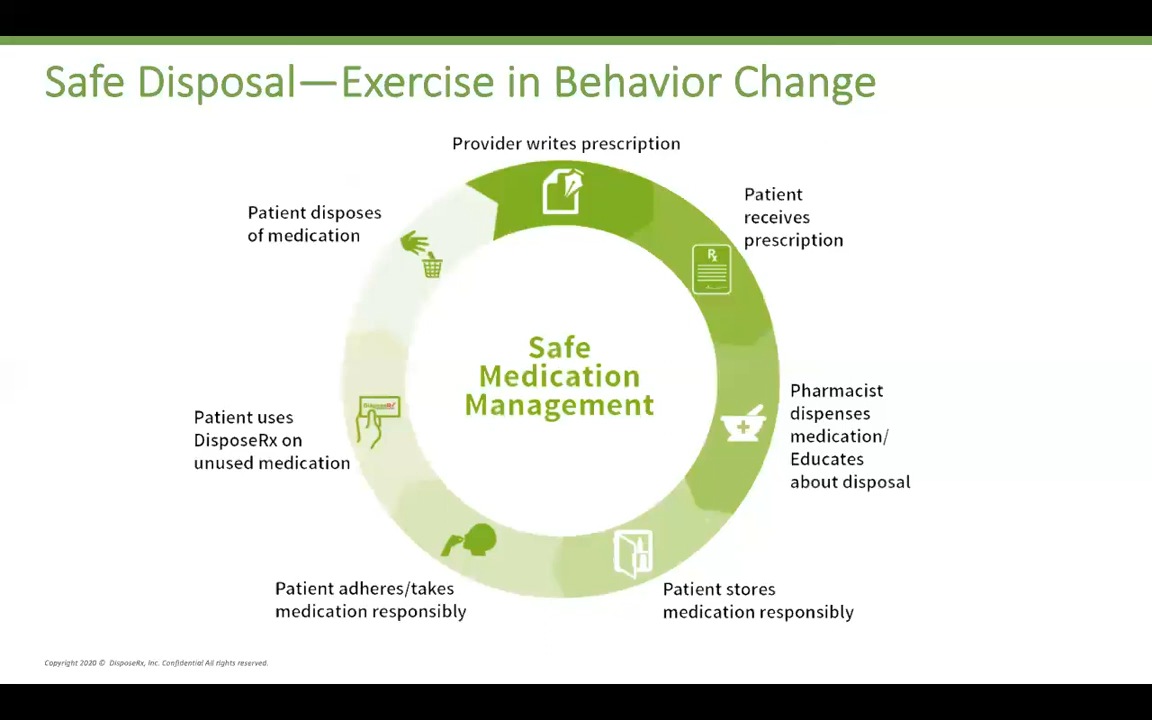 Safe Disposal—Exercise in Behavior Change
Provider writes prescription
Patient
receives
prescription
Rx
Pharmacist
dispenses
medication/
Educates
about disposal
Patient stores
medication responsibly
Patient adheres/takes
medication responsibly
Patient uses
DisposeRx on
unused medication
DisposeRx
Patient disposes
of medication
Safe
Medication
Management
Copyright 2020 © DisposeRx, Inc. Confidential All rights reserved.